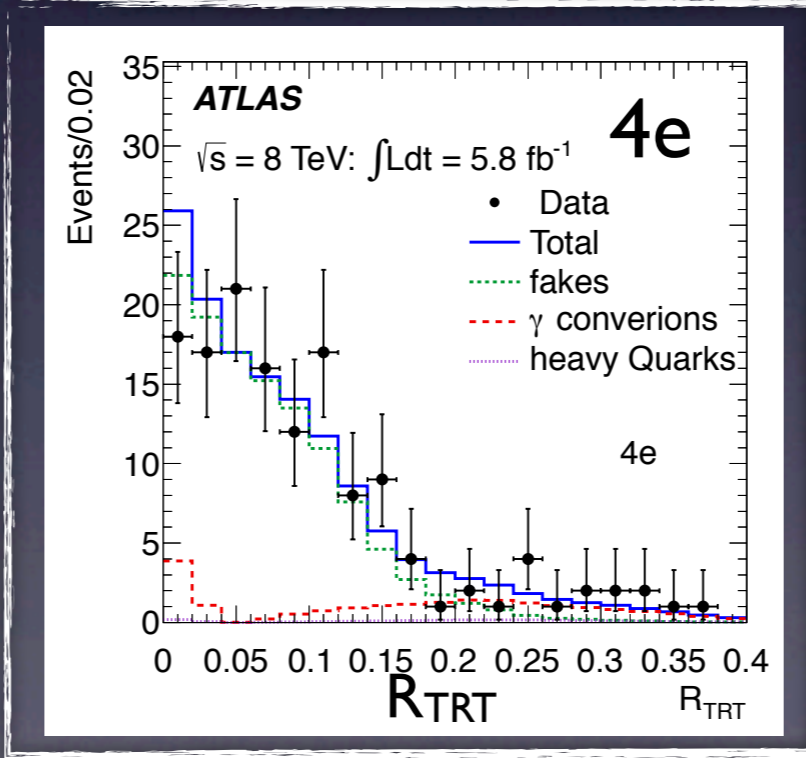 Events/0.02
35
30
25
20
15
10
5
0
ATLAS
4e
√s = 8 TeV: ∫Ldt = 5.8 fb⁻¹
Data
Total
fakes
γ converions
heavy Quarks
4e
0 0.05 0.1 0.15 0.2 0.25 0.3 0.35 0.4
R_TRT
R_TRT